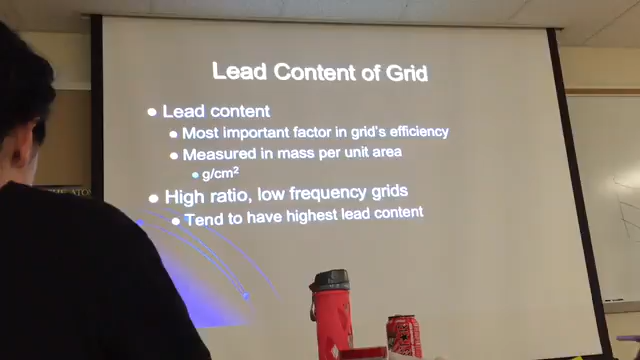 Lead Content of Grid
• Lead content
• Most important factor in grid's efficiency
• Measured in mass per unit area
• g/cm²
• High ratio, low frequency grids
• Tend to have highest lead content